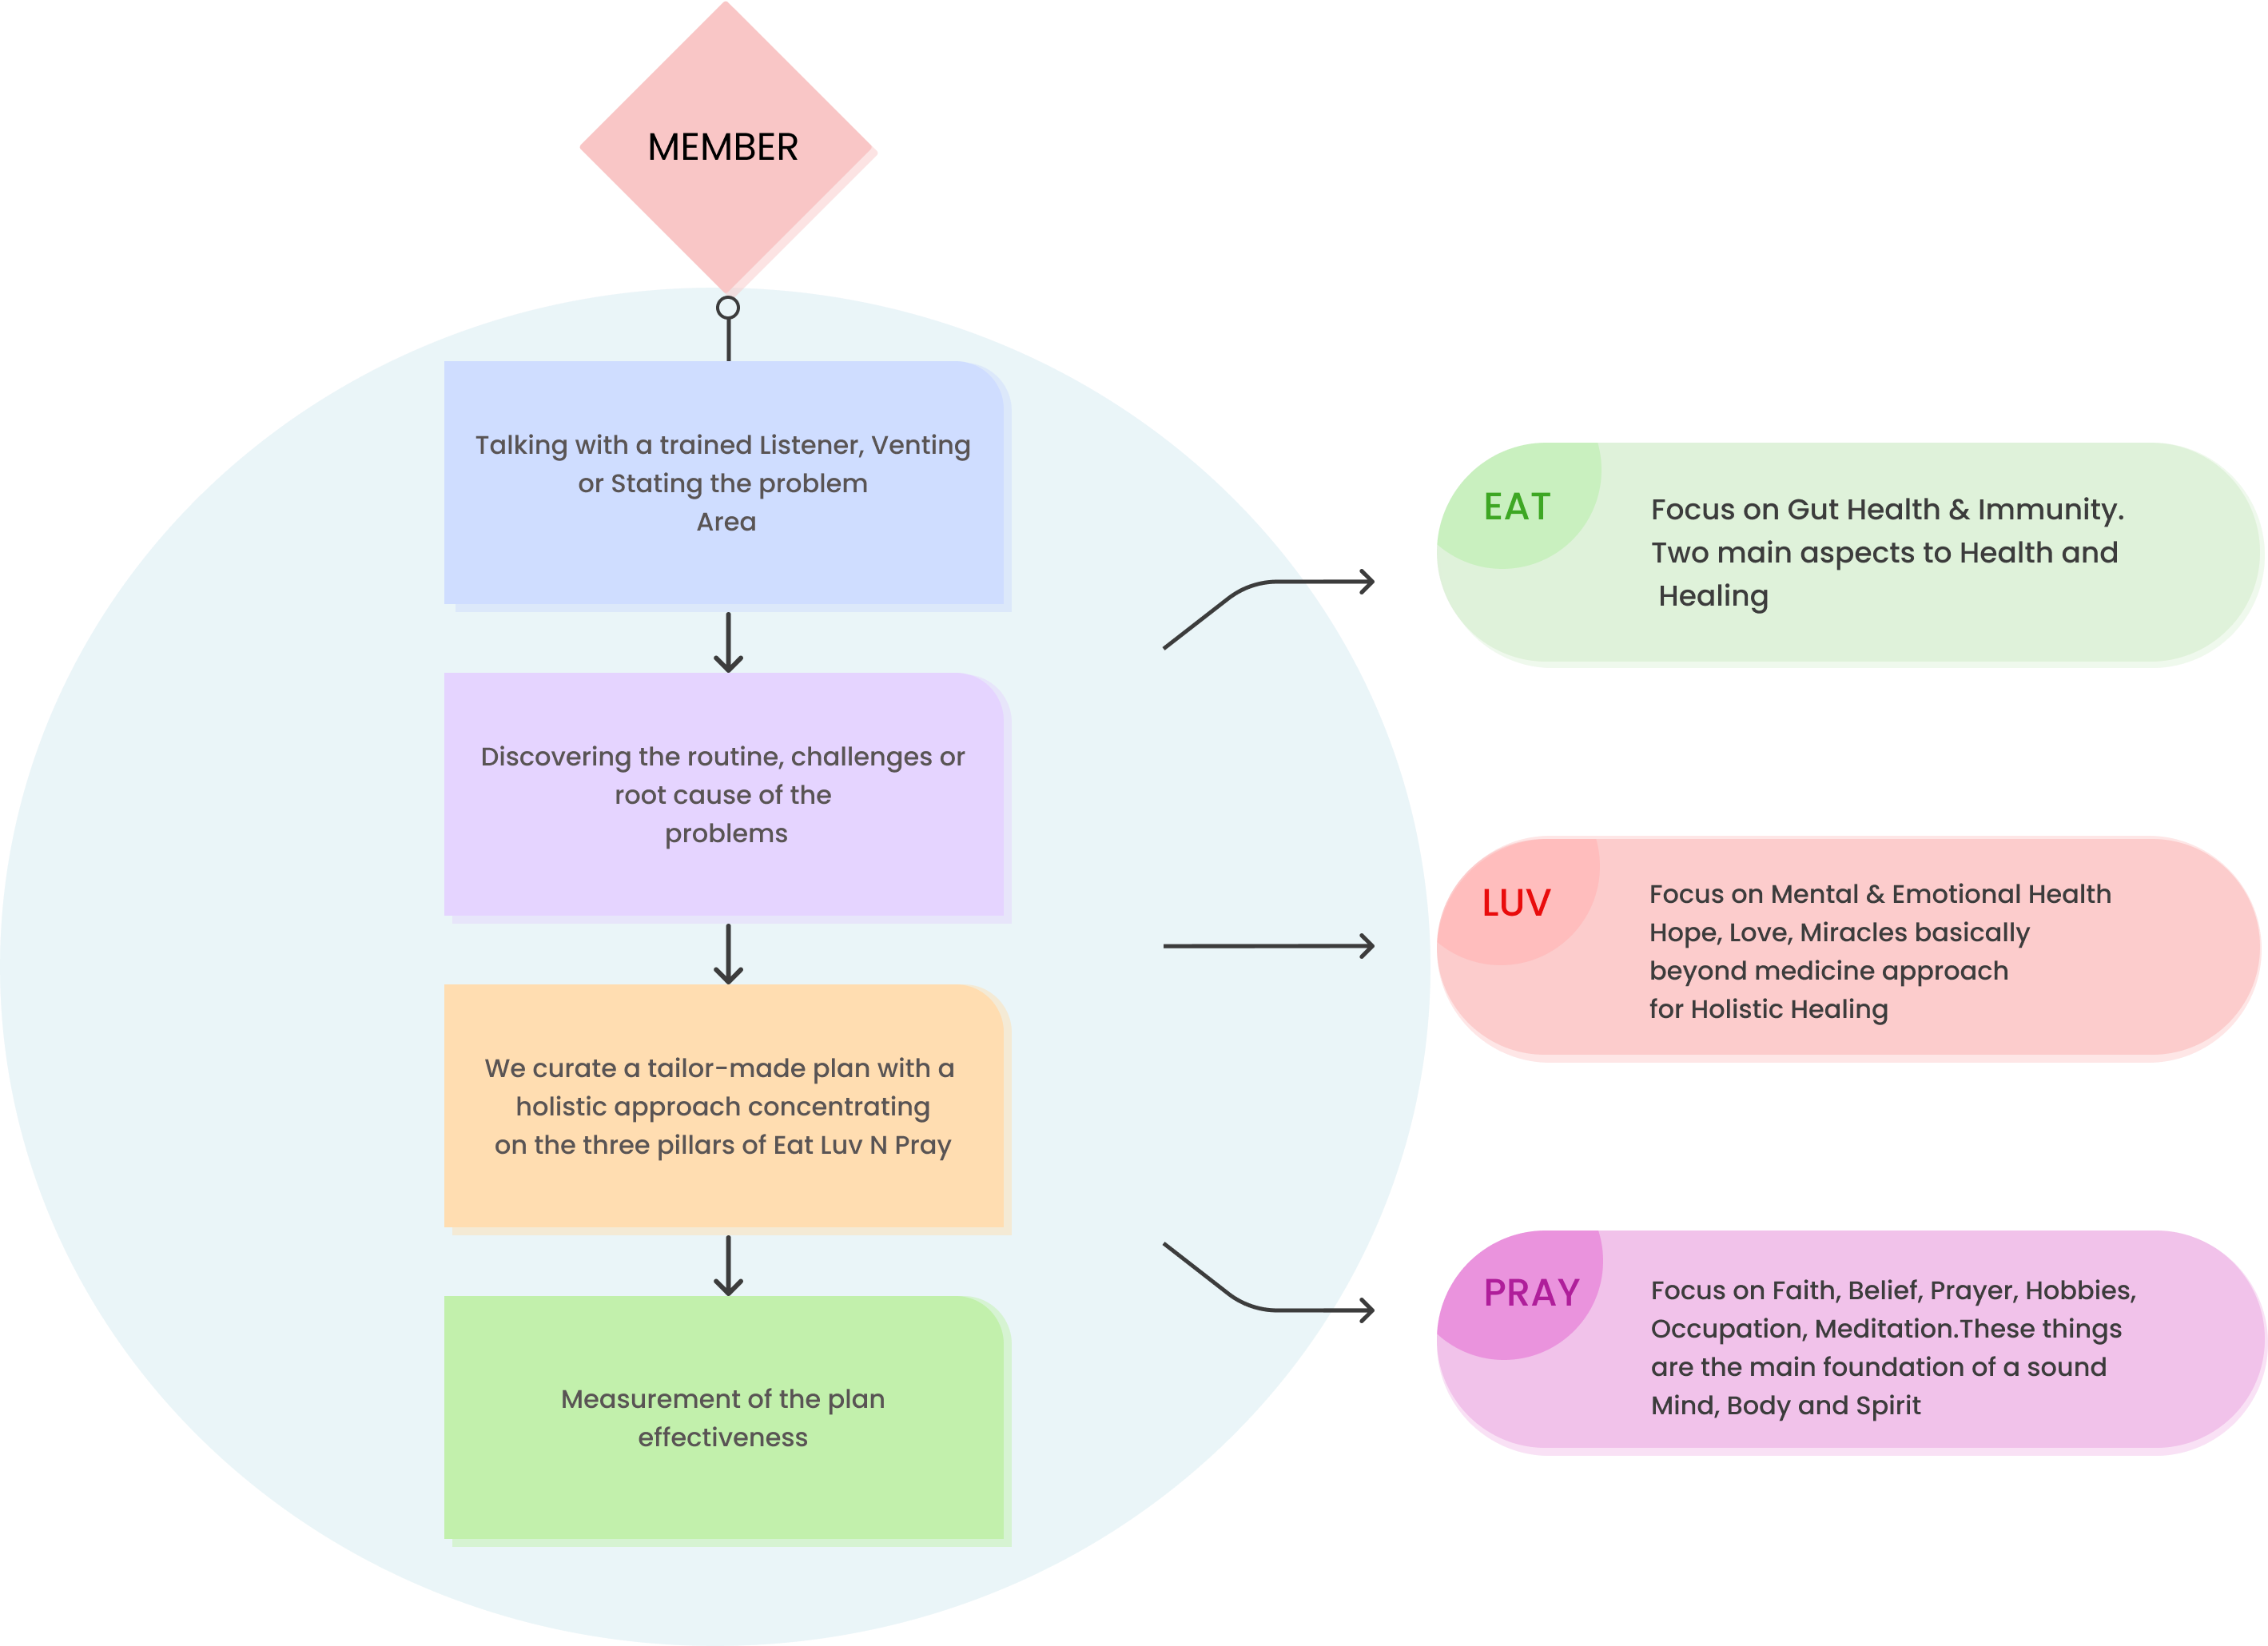 MEMBER
Talking with a trained Listener, Venting
or Stating the problem
Area
Discovering the routine, challenges or
root cause of the
problems
We curate a tailor-made plan with a
holistic approach concentrating
on the three pillars of Eat Luv N Pray
Measurement of the plan
effectiveness
EAT
Focus on Gut Health & Immunity.
Two main aspects to Health and
Healing
LUV
Focus on Mental & Emotional Health
Hope, Love, Miracles basically
beyond medicine approach
for Holistic Healing
PRAY
Focus on Faith, Belief, Prayer, Hobbies,
Occupation, Meditation.These things
are the main foundation of a sound
Mind, Body and Spirit